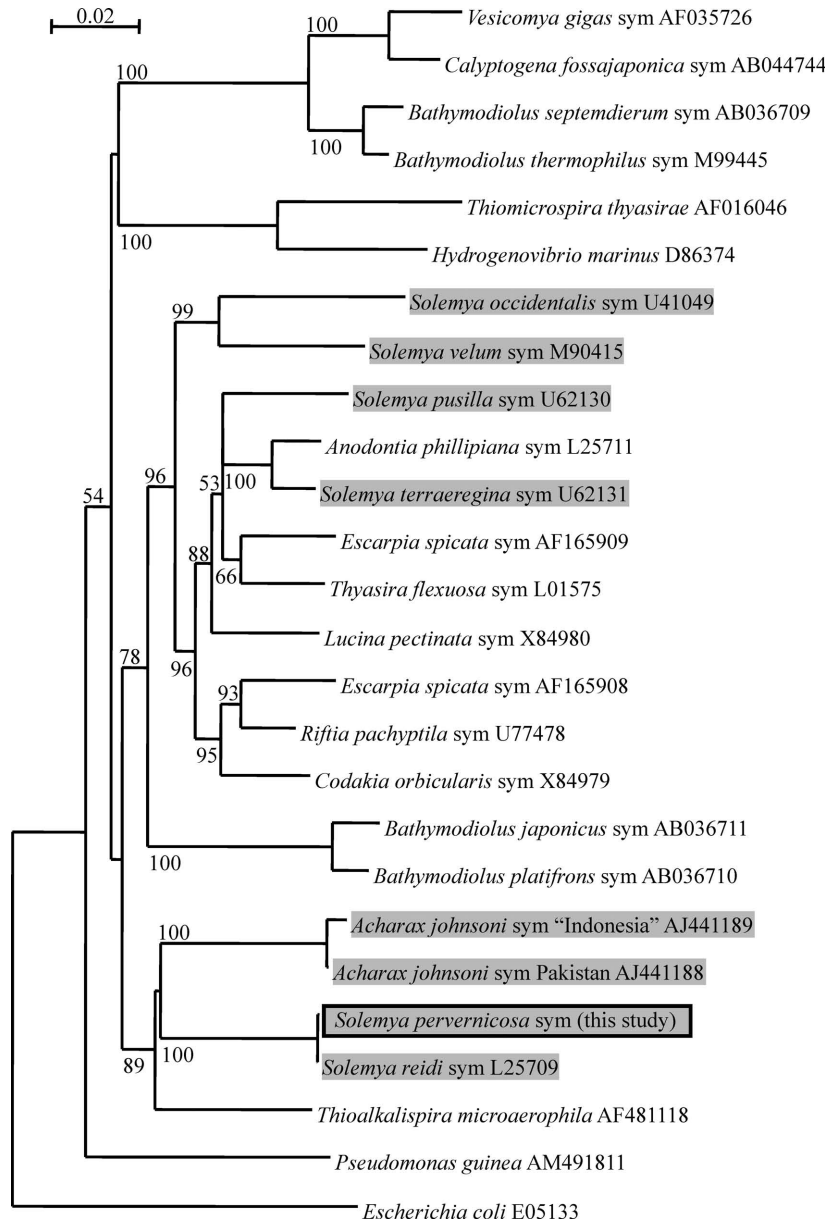 0.02
100
Vesicomya gigas sym AF035726
Calyptogena fossajaponica sym AB044744
100
Bathymodiolus septemdierum sym AB036709
100
Bathymodiolus thermophilus sym M99445
Thiomicrospira thyasirae AF016046
100
Hydrogenovibrio marinus D86374
99
Solemya occidentalis sym U41049
Solemya velum sym M90415
Solemya pusilla sym U62130
Anodontia phillipiana sym L25711
96
53
100
Solemya terraeregina sym U62131
54
Escarpia spicata sym AF165909
88
66
Thyasira flexuosa sym L01575
Lucina pectinata sym X84980
78
96
Escarpia spicata sym AF165908
93
Riftia pachyptila sym U77478
95
Codakia orbicularis sym X84979
Bathymodiolus japonicus sym AB036711
100
Bathymodiolus platifrons sym AB036710
100
Acharax johnsoni sym “Indonesia” AJ441189
Acharax johnsoni sym Pakistan AJ441188
Solemya pervernicosa sym (this study)
89
100
Solemya reidi sym L25709
Thioalkalispira microaerophila AF481118
Pseudomonas guinea AM491811
Escherichia coli E05133